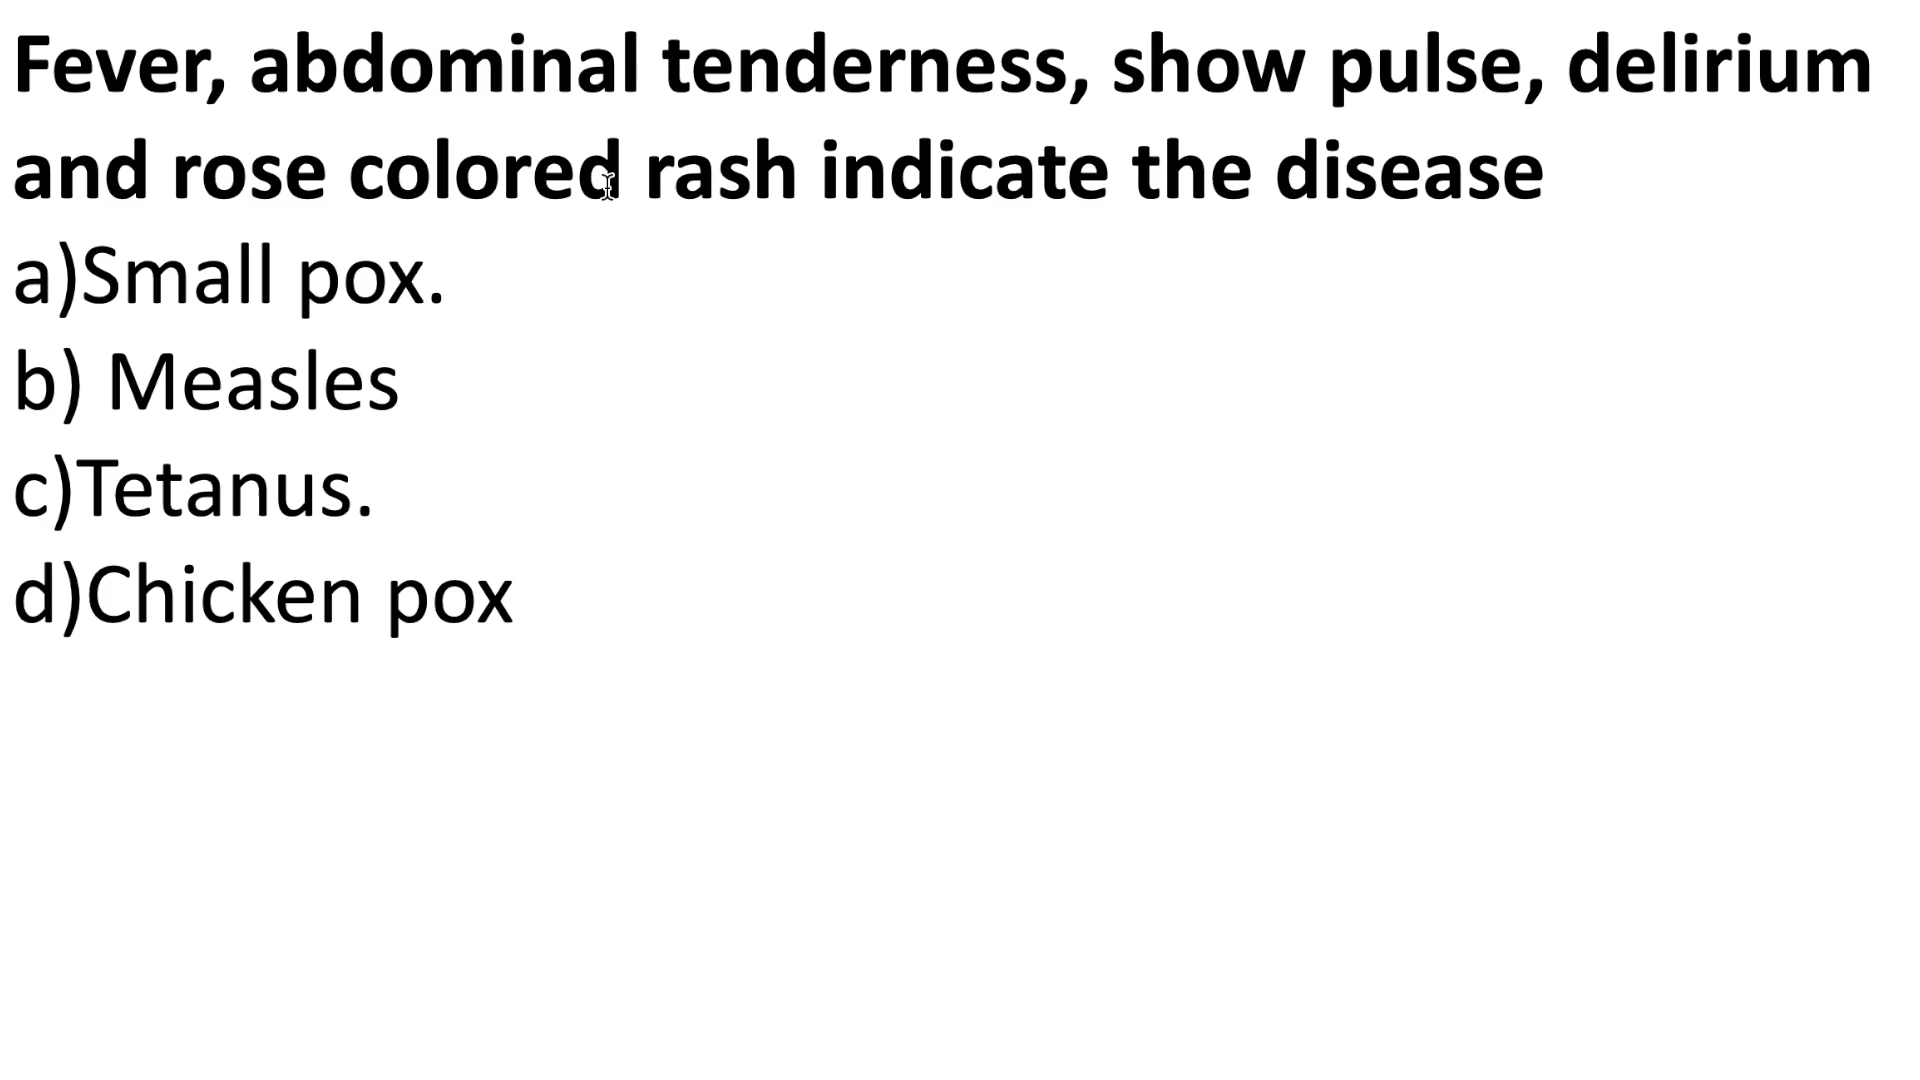 Fever, abdominal tenderness, show pulse, delirium
and rose colored rash indicate the disease
a)Small pox.
b) Measles
c)Tetanus.
d)Chicken pox